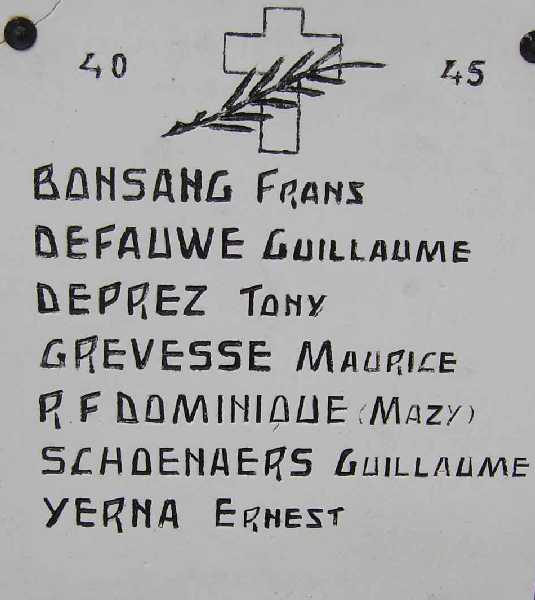 40 45
BONSANG FRANS
DEFAUWE GUILLAUME
DEPREZ TONY
GREVESSE MAURICE
R.F DOMINIQUE (MAZY)
SCHOENAERS GUILLAUME
YERNA ERNEST